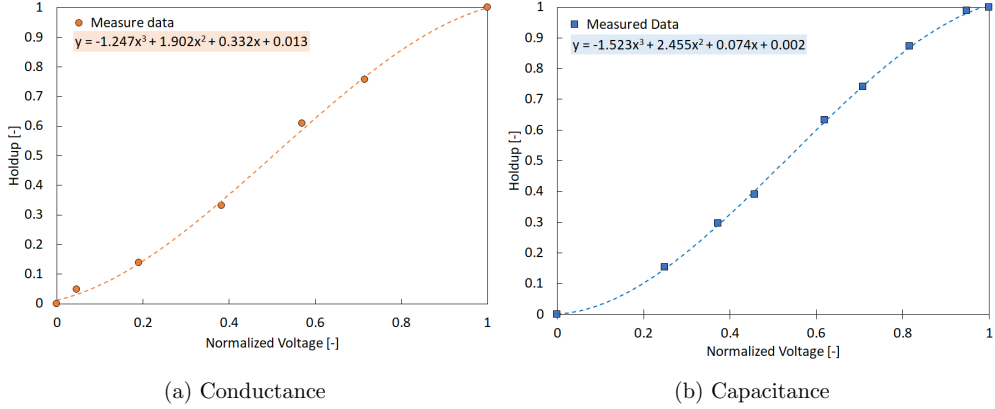 Measure data
y = -1.247x³ + 1.902x² + 0.332x + 0.013
Holdup [-]
1
0.9
0.8
0.7
0.6
0.5
0.4
0.3
0.2
0.1
0
0 0.2 0.4 0.6 0.8 1
Normalized Voltage [-]
(a) Conductance
Measured Data
y = -1.523x³ + 2.455x² + 0.074x + 0.002
Holdup [-]
1
0.9
0.8
0.7
0.6
0.5
0.4
0.3
0.2
0.1
0
0 0.2 0.4 0.6 0.8 1
Normalized Voltage [-]
(b) Capacitance